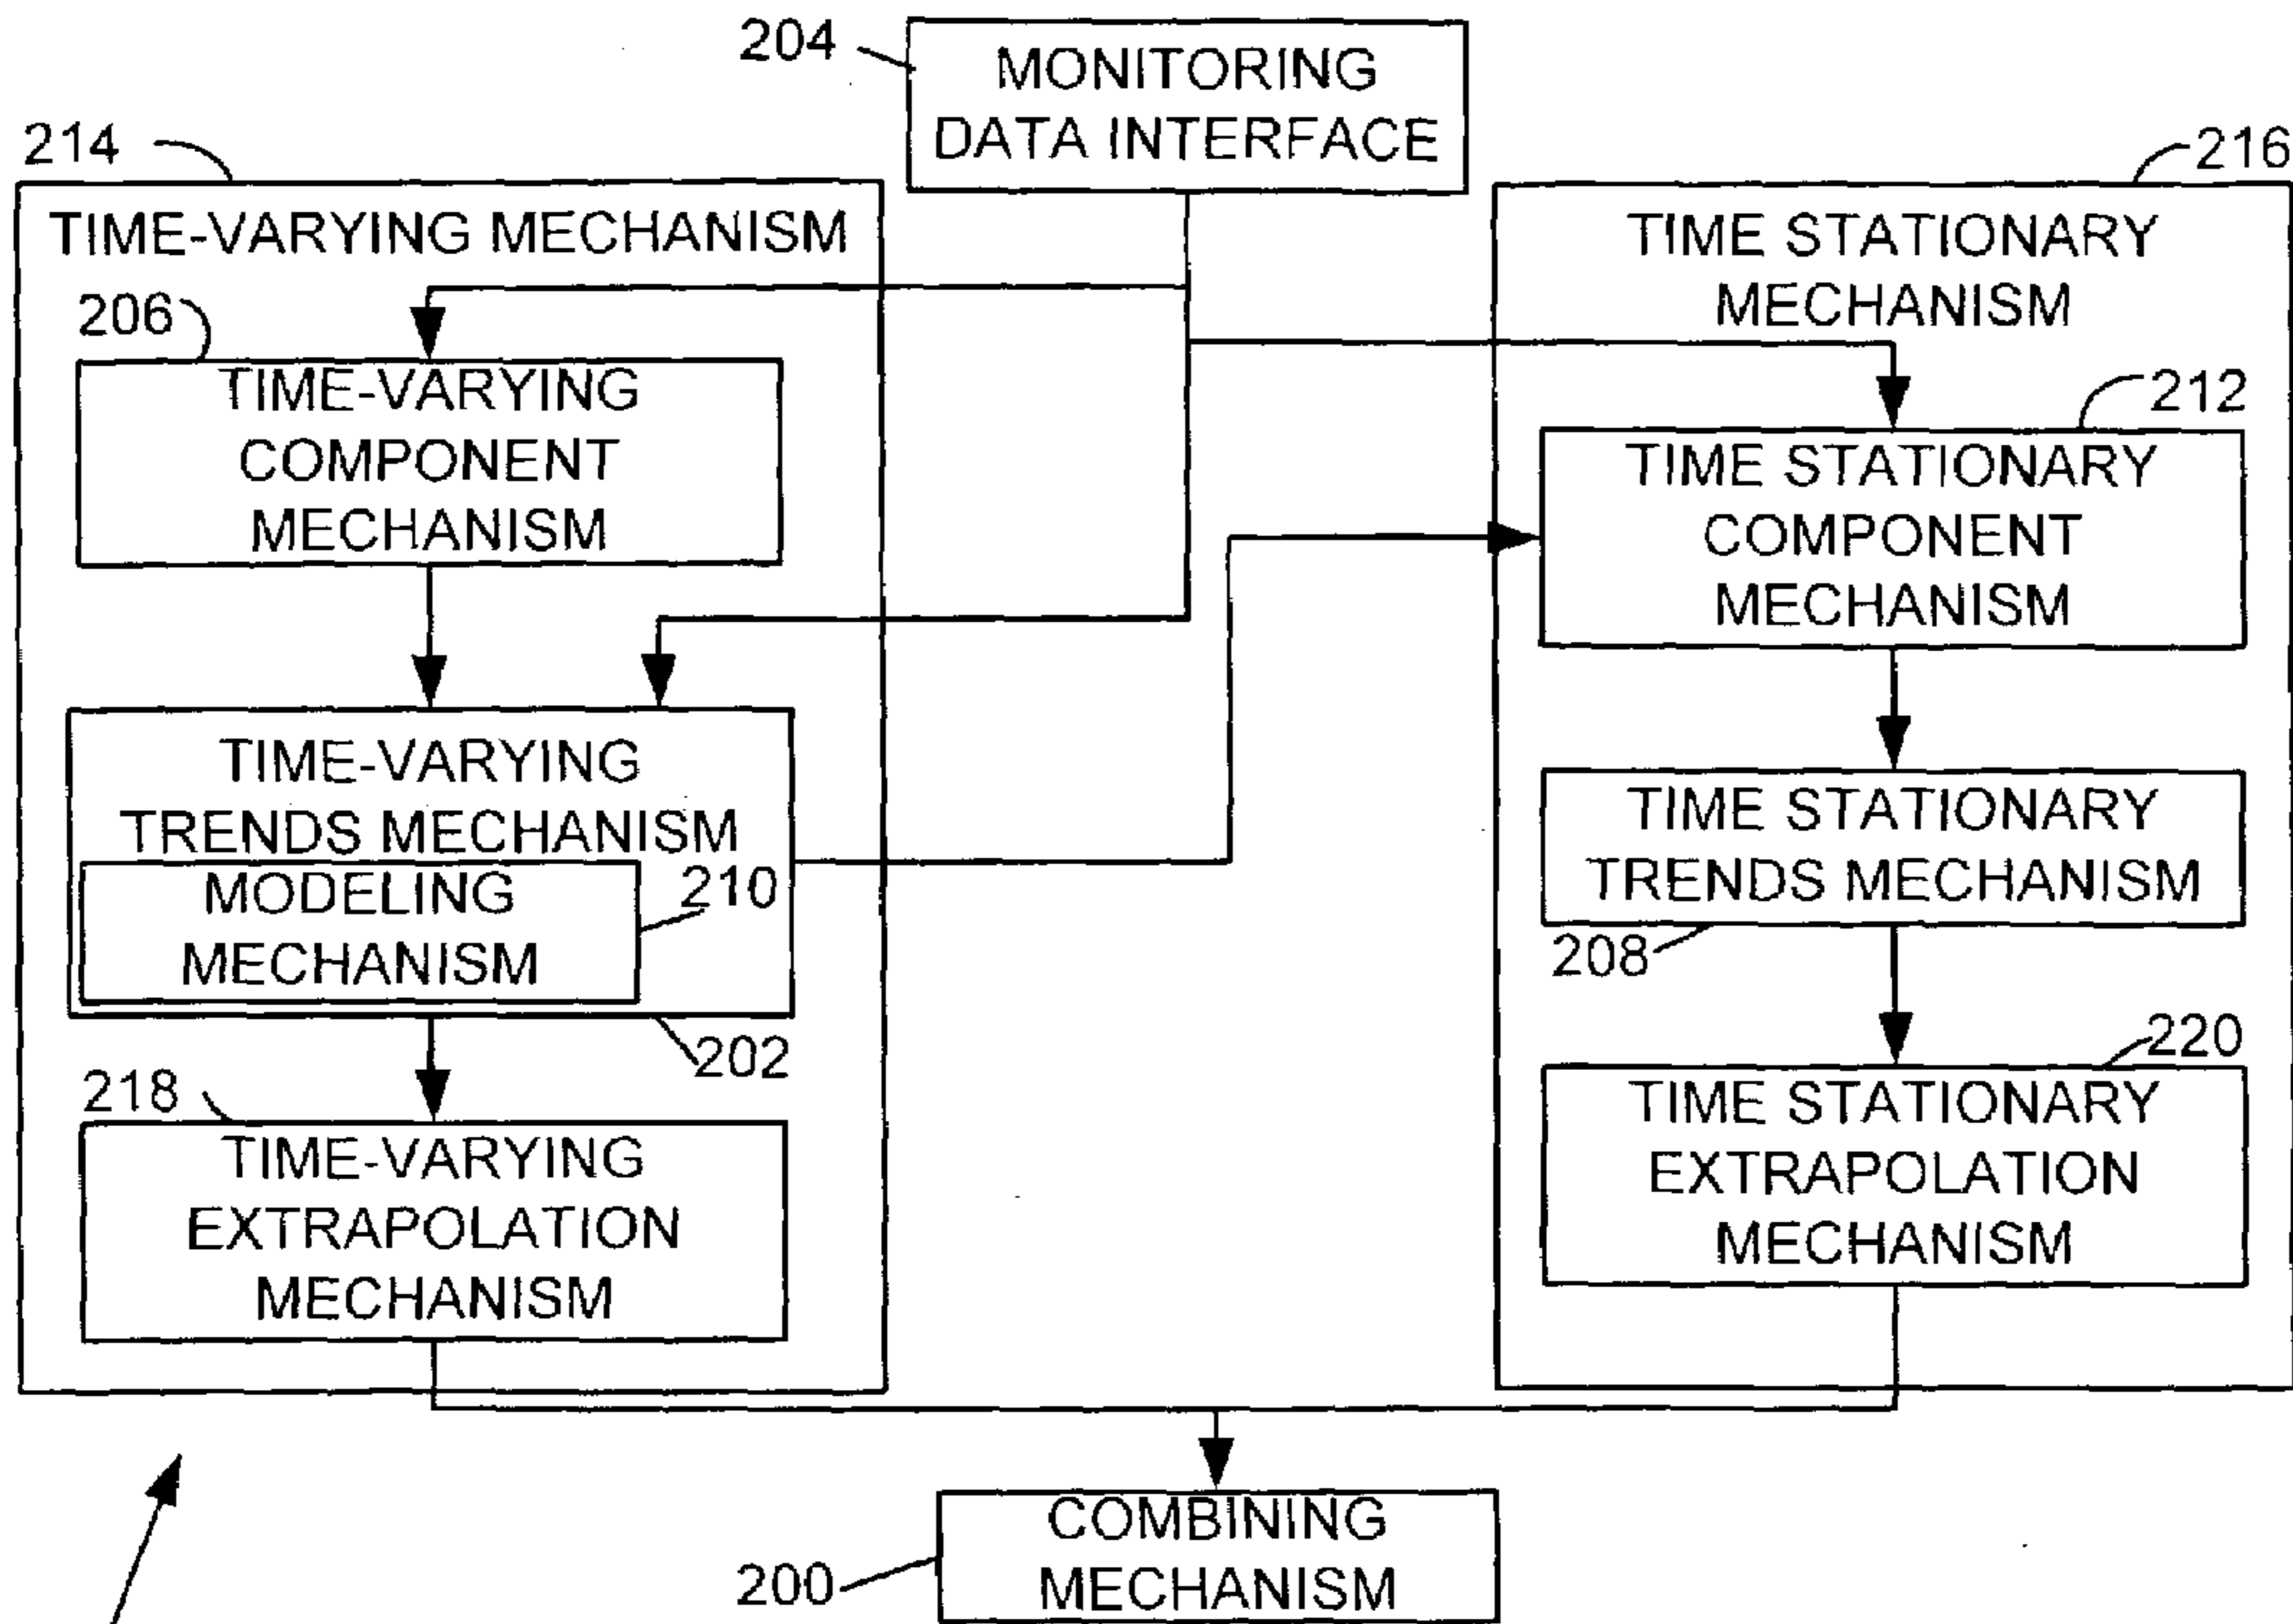 204
MONITORING
DATA INTERFACE
214
216
TIME-VARYING MECHANISM
TIME STATIONARY
MECHANISM
206
TIME-VARYING
COMPONENT
MECHANISM
212
TIME STATIONARY
COMPONENT
MECHANISM
TIME-VARYING
TRENDS MECHANISM
MODELING
MECHANISM
210
202
TIME STATIONARY
TRENDS MECHANISM
208
218
TIME-VARYING
EXTRAPOLATION
MECHANISM
220
TIME STATIONARY
EXTRAPOLATION
MECHANISM
COMBINING
MECHANISM
200